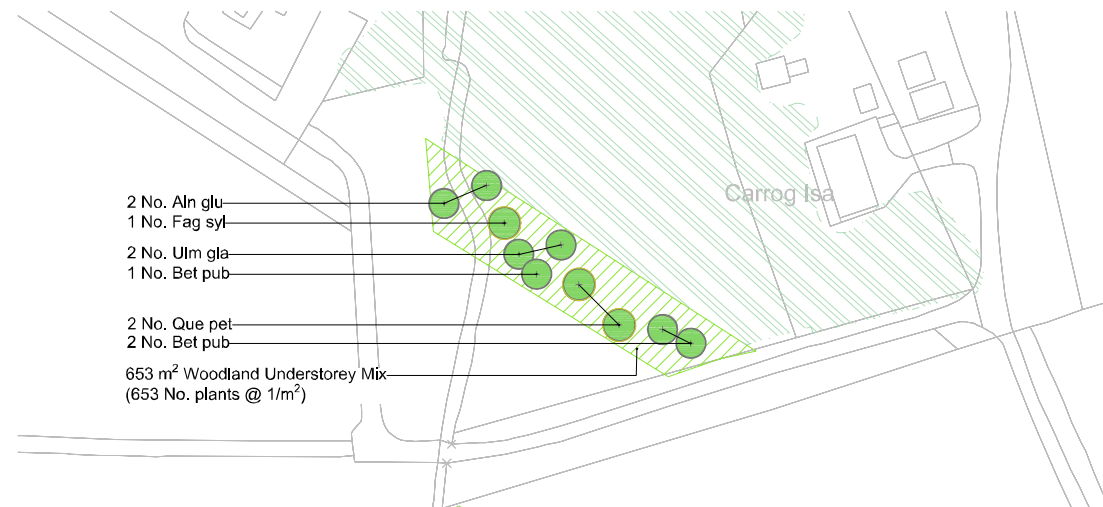 2 No. Aln glu
1 No. Fag syl
2 No. Ulm gla
1 No. Bet pub
2 No. Que pet
2 No. Bet pub
653 m² Woodland Understorey Mix
(653 No. plants @ 1/m²)
Carrog Isa